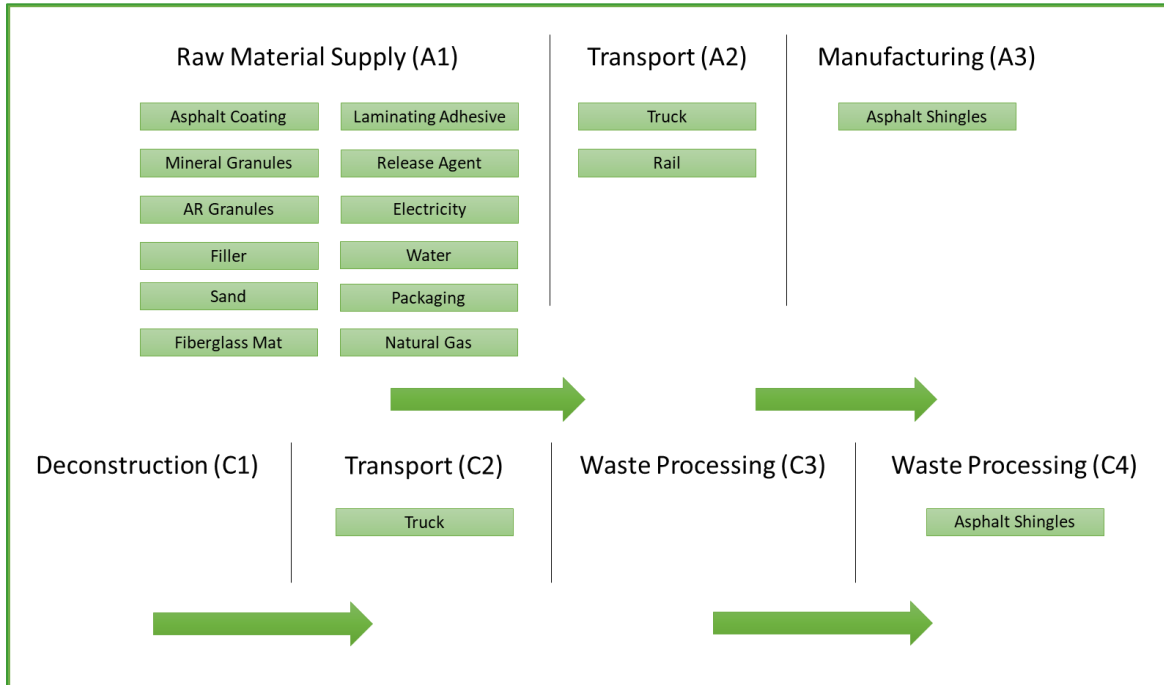 Raw Material Supply (A1)
Asphalt Coating
Mineral Granules
AR Granules
Filler
Sand
Fiberglass Mat
Laminating Adhesive
Release Agent
Electricity
Water
Packaging
Natural Gas
Transport (A2)
Truck
Rail
Manufacturing (A3)
Asphalt Shingles
Deconstruction (C1)
Transport (C2)
Truck
Waste Processing (C3)
Waste Processing (C4)
Asphalt Shingles